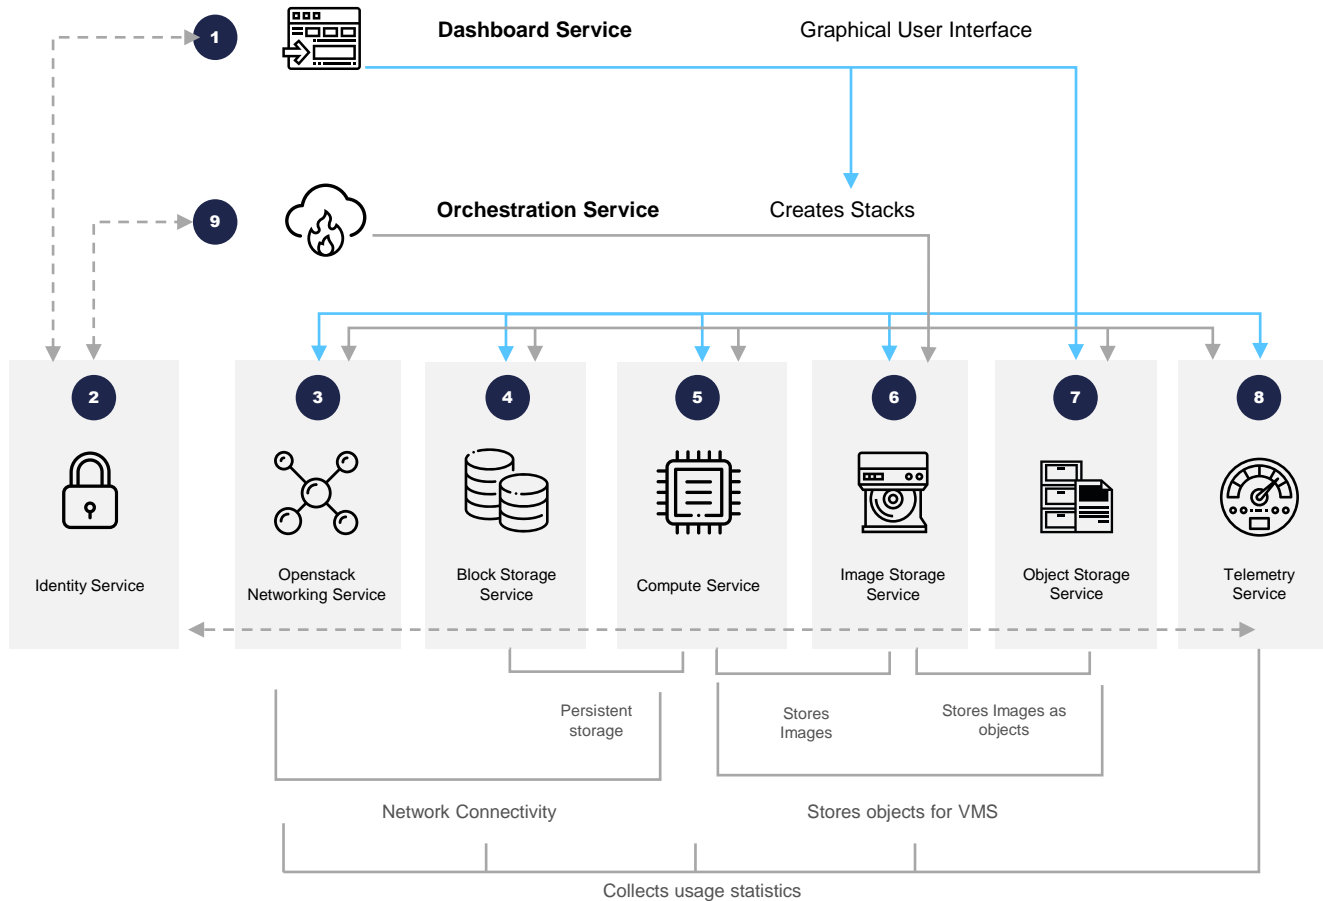 1
Dashboard Service
Graphical User Interface
9
Orchestration Service
Creates Stacks
2
3
4
5
6
7
8
Identity Service
Openstack
Networking Service
Block Storage
Service
Compute Service
Image Storage
Service
Object Storage
Service
Telemetry
Service
Persistent
storage
Stores
Images
Stores Images as
objects
Network Connectivity
Stores objects for VMS
Collects usage statistics